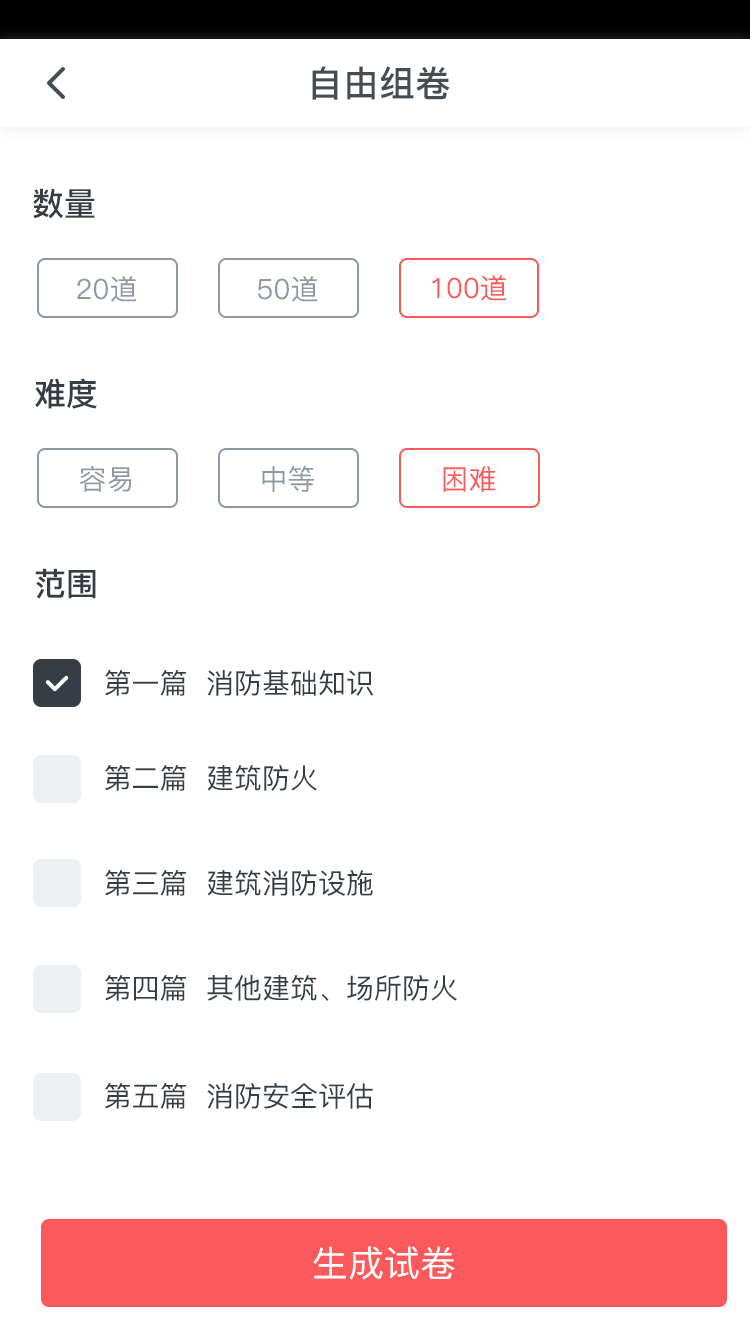 自由组卷
数量
20道 50道 100道
难度
容易 中等 困难
范围
第一篇 消防基础知识
第二篇 建筑防火
第三篇 建筑消防设施
第四篇 其他建筑、场所防火
第五篇 消防安全评估
生成试卷